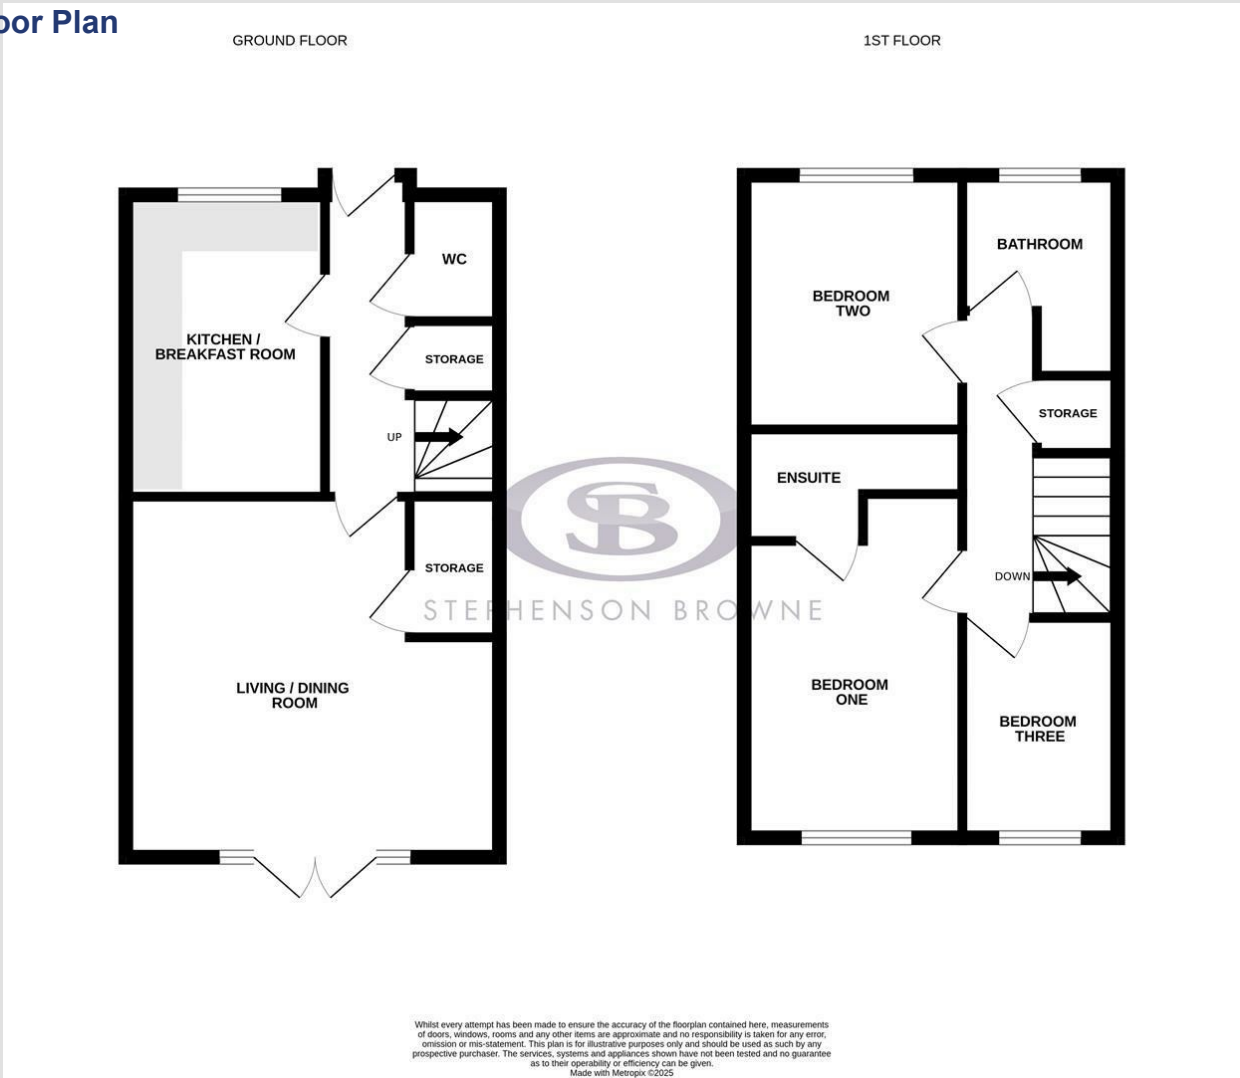 oor Plan
GROUND FLOOR
1ST FLOOR
WC
KITCHEN /
BREAKFAST ROOM
STORAGE
UP
STORAGE
LIVING / DINING
ROOM
BATHROOM
BEDROOM
TWO
STORAGE
ENSUITE
DOWN
BEDROOM
ONE
BEDROOM
THREE
SB
STEPHENSON BROWNE
Whilst every attempt has been made to ensure the accuracy of the floorplan contained here, measurements
of doors, windows, rooms and any other items are approximate and no responsibility is taken for any error,
omission or mis-statement. This plan is for illustrative purposes only and should be used as such by any
prospective purchaser. The services, systems and appliances shown have not been tested and no guarantee
as to their operability or efficiency can be given.
Made with Metropix ©2025